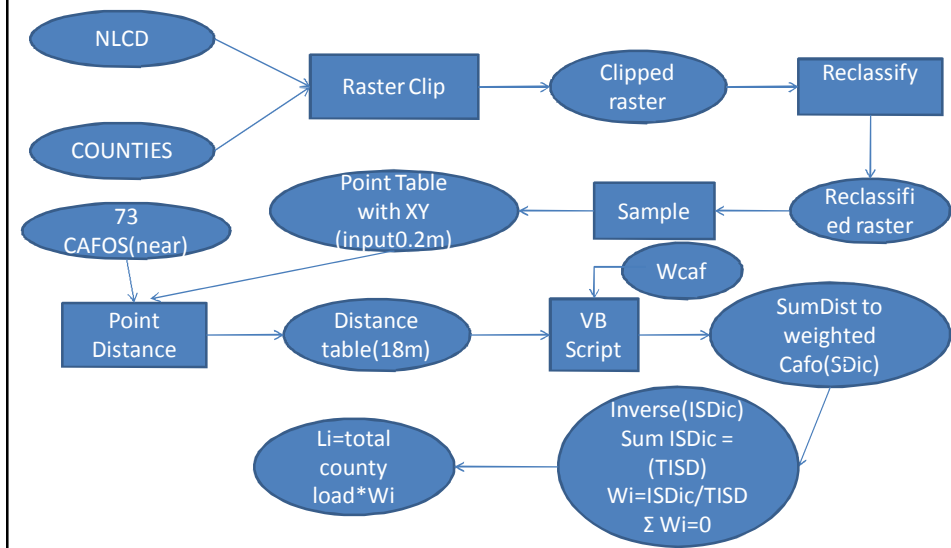 NLCD
COUNTIES
Raster Clip
Clipped
raster
Reclassify
Reclassifi
ed raster
Sample
Point Table
with XY
(input0.2m)
73
CAFOS(near)
Point
Distance
Distance
table(18m)
Wcaf
VB
Script
SumDist to
weighted
Cafo(SDic)
Inverse(ISDic)
Sum ISDic =
(TISD)
Wi=ISDic/TISD
Σ Wi=0
Li=total
county
load*Wi